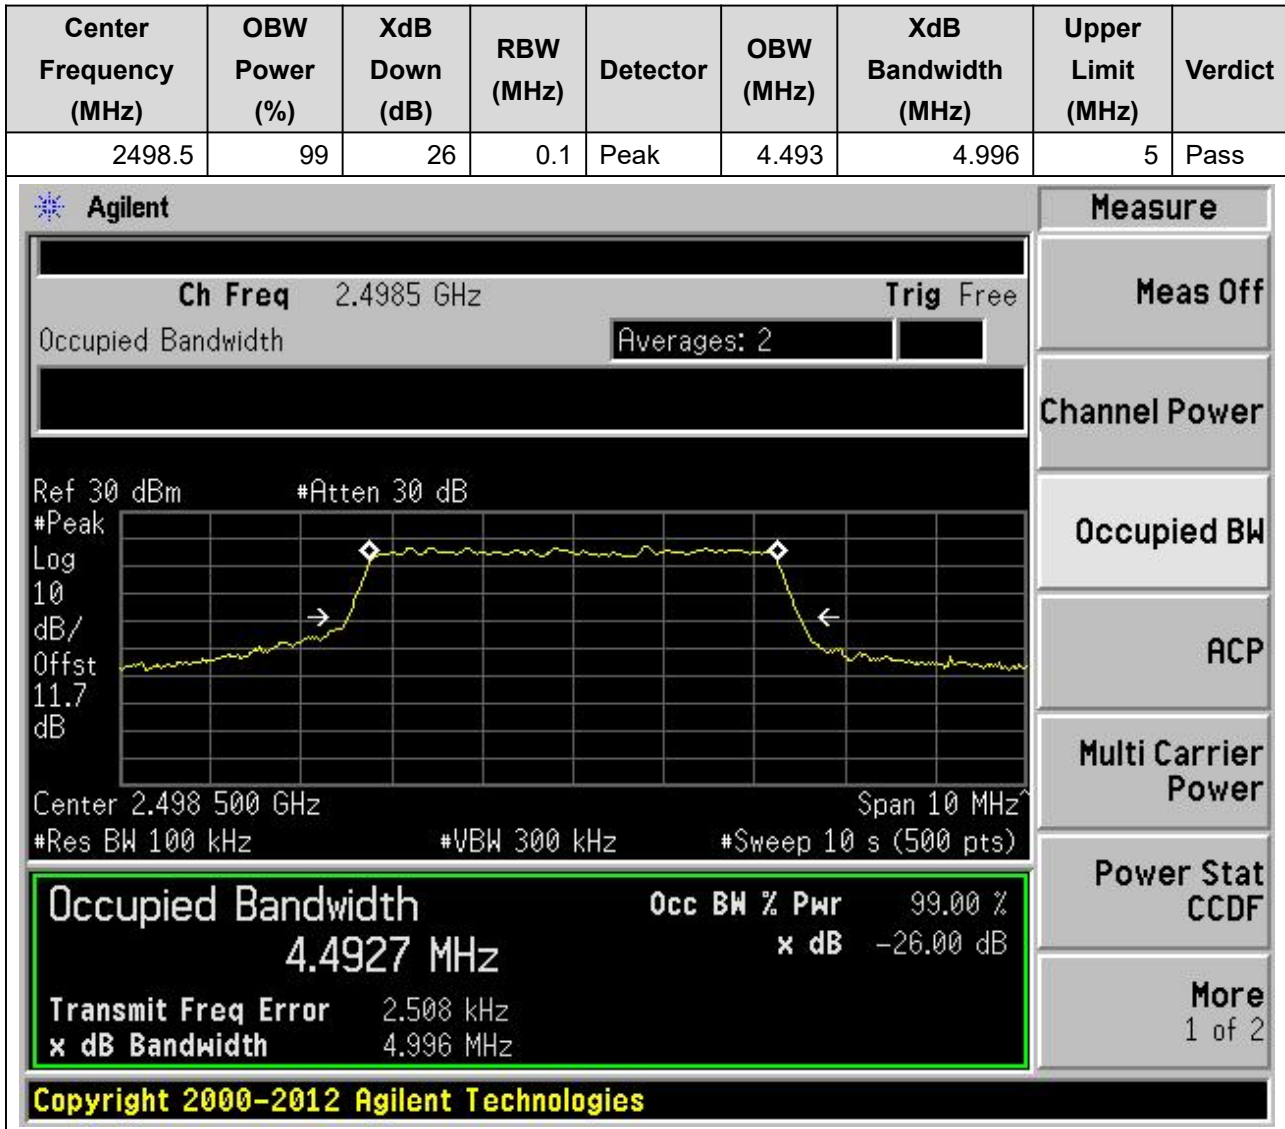 Center Frequency (MHz) OBW Power (%) XdB Down (dB) RBW (MHz) Detector OBW (MHz) XdB Bandwidth (MHz) Upper Limit (MHz) Verdict
2498.5 99 26 0.1 Peak 4.493 4.996 5 Pass
Agilent
Measure
Ch Freq 2.4985 GHz Trig Free
Meas Off
Occupied Bandwidth Averages: 2
Channel Power
Ref 30 dBm #Atten 30 dB
#Peak
Log
10
dB/
Offst
11.7
dB
Occupied BW
ACP
Multi Carrier
Power
Center 2.498 500 GHz Span 10 MHz^
#Res BW 100 kHz #VBW 300 kHz #Sweep 10 s (500 pts)
Power Stat
CCDF
Occupied Bandwidth Occ BW % Pwr 99.00 %
4.4927 MHz x dB -26.00 dB
Transmit Freq Error 2.508 kHz
x dB Bandwidth 4.996 MHz
More
1 of 2
Copyright 2000-2012 Agilent Technologies